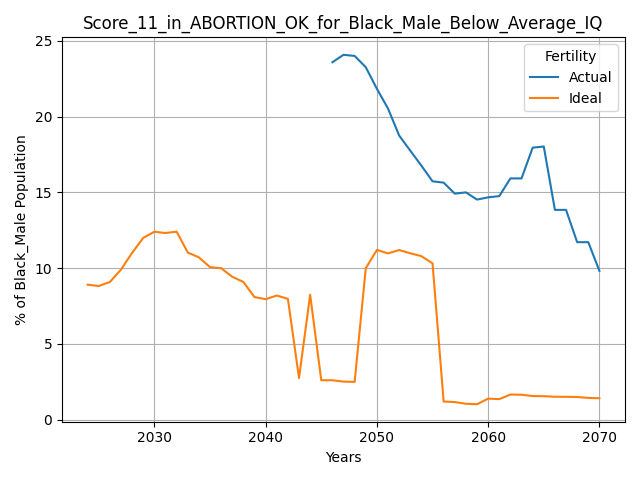 Score_11_in_ABORTION_OK_for_Black_Male_Below_Average_IQ
25
20
15
10
5
0
% of Black_Male Population
Fertility
Actual
Ideal
2030 2040 2050 2060 2070
Years